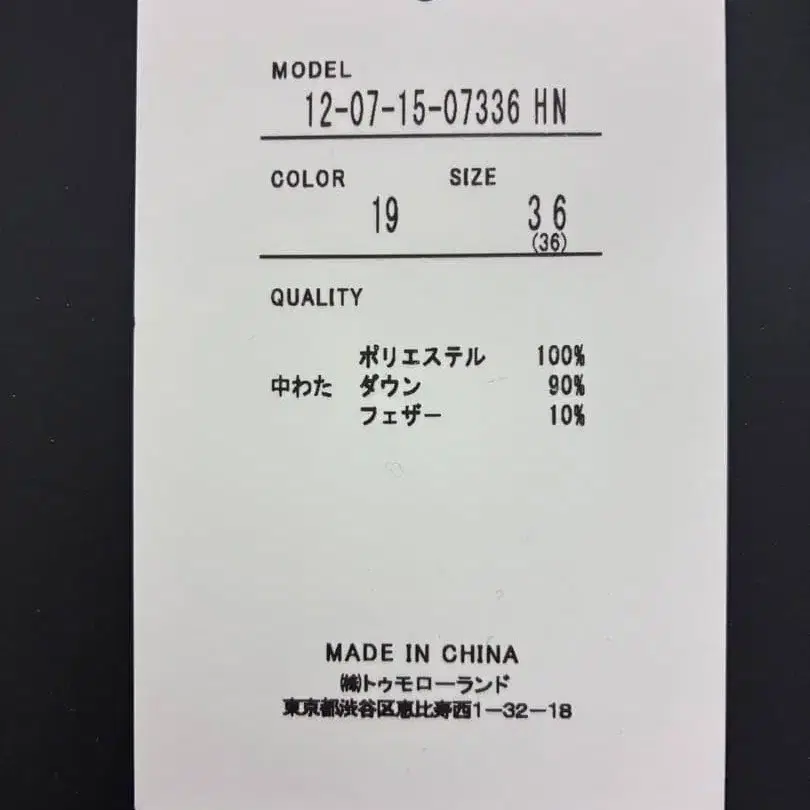 MODEL
12-07-15-07336 HN
COLOR SIZE
19 36
(36)
QUALITY
ポリエステル 100%
中わた ダウン 90%
フェザー 10%
MADE IN CHINA
㈱トゥモローランド
東京都渋谷区恵比寿西1-32-18